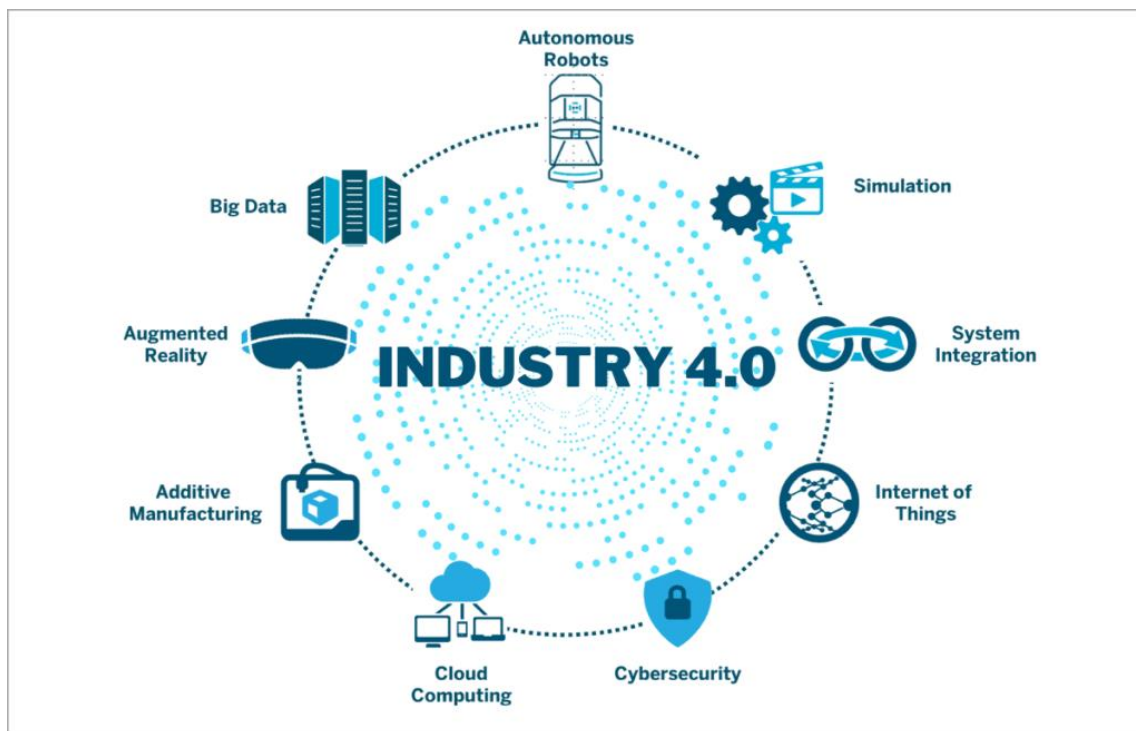 Autonomous
Robots
Big Data
Simulation
Augmented
Reality
INDUSTRY 4.0
System
Integration
Additive
Manufacturing
Internet of
Things
Cloud
Computing
Cybersecurity